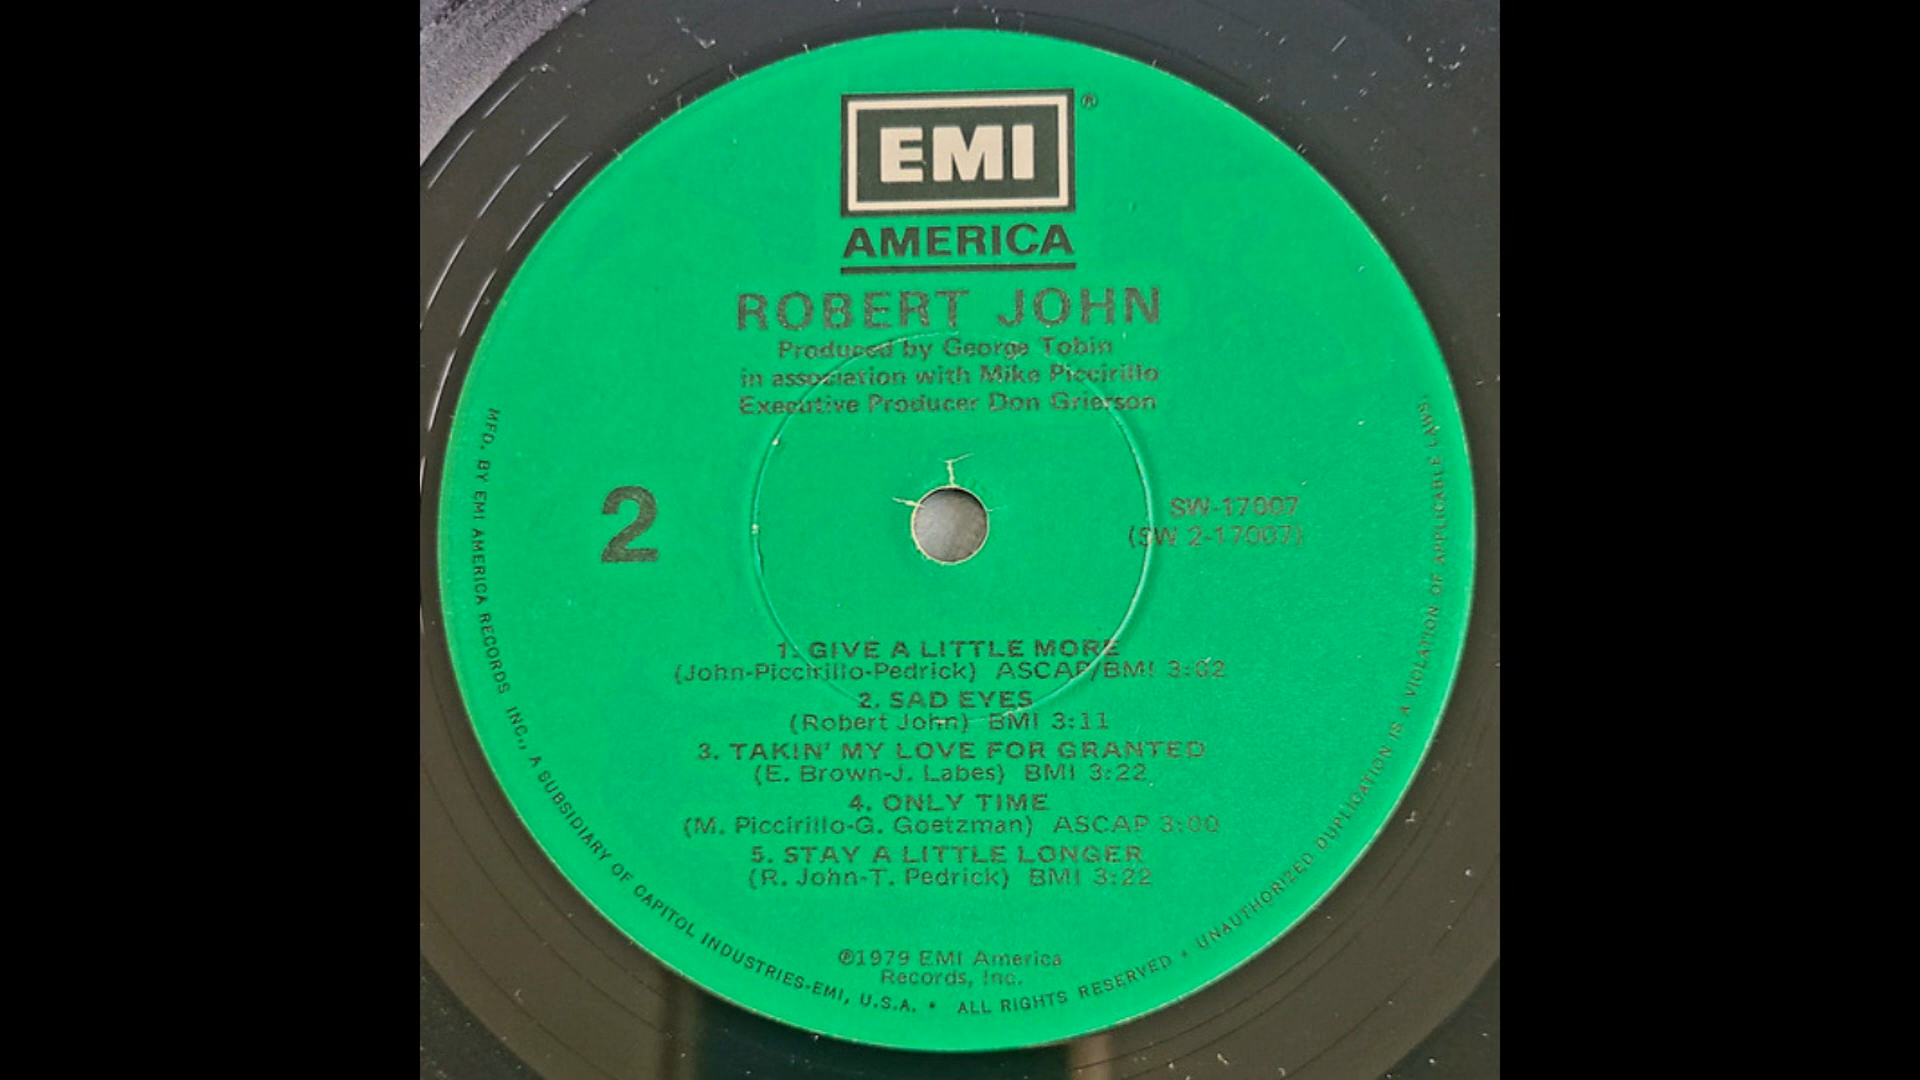 EMI®
AMERICA
ROBERT JOHN
Produced by George Tobin
in association with Mike Piccirillo
Executive Producer Don Grierson
2
SW-17007
(SW 2-17007)
1. GIVE A LITTLE MORE
(John-Piccirillo-Pedrick) ASCAP/BMI 3:02
2. SAD EYES
(Robert John) BMI 3:11
3. TAKIN' MY LOVE FOR GRANTED
(E. Brown-J. Labes) BMI 3:22
4. ONLY TIME
(M. Piccirillo-G. Goetzman) ASCAP 3:00
5. STAY A LITTLE LONGER
(R. John-T. Pedrick) BMI 3:22
℗1979 EMI America
Records, Inc.
MFD. BY EMI AMERICA RECORDS INC., A SUBSIDIARY OF CAPITOL INDUSTRIES-EMI, U.S.A. • ALL RIGHTS RESERVED • UNAUTHORIZED DUPLICATION IS A VIOLATION OF APPLICABLE LAWS.